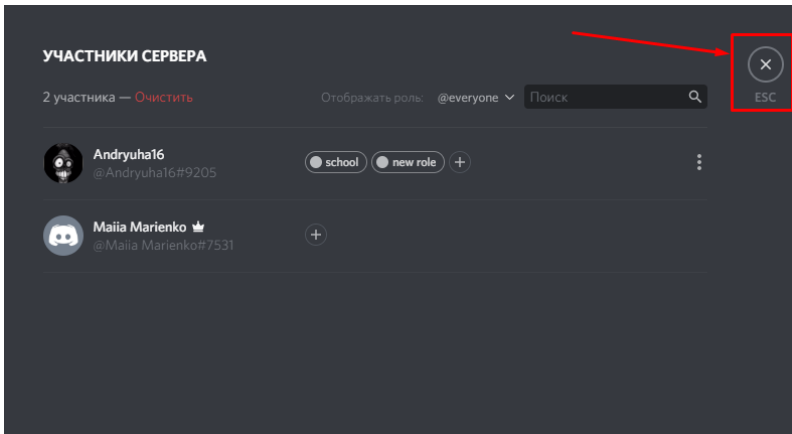 УЧАСТНИКИ СЕРВЕРА
2 участника — Очистить
Отображать роль: @everyone
Поиск
ESC
Andryuha16
@Andryuha16#9205
school
new role
Maiia Marienko
@Maiia Marienko#7531